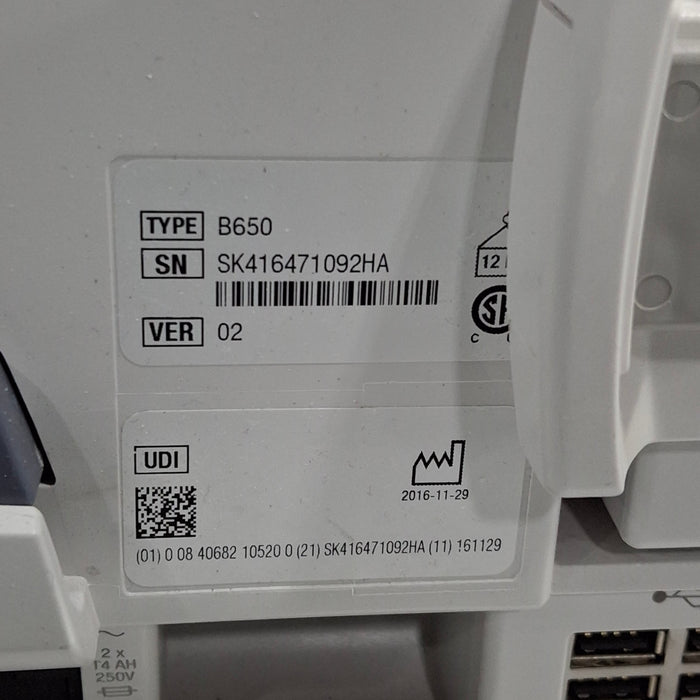 TYPE B650
SN SK416471092HA
12
VER 02
C
UDI
2016-11-29
(01) 0 08 40682 10520 0 (21) SK416471092HA (11) 161129
2 x
T4 AH
250V